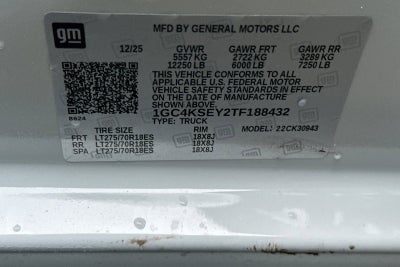 gm
MFD BY GENERAL MOTORS LLC
12/25 GVWR GAWR FRT GAWR RR
5557 KG 2722 KG 3289 KG
12250 LB 6000 LB 7250 LB
THIS VEHICLE CONFORMS TO ALL
APPLICABLE U.S. FEDERAL MOTOR
VEHICLE SAFETY STANDARDS IN EFFECT
ON THE DATE OF MANUFACTURE
SHOWN ABOVE.
1GC4KSEY2TF188432
B624 TYPE: TRUCK
TIRE SIZE RIM MODEL: 22CK30943
FRT LT275/70R18ES 18X8J
RR LT275/70R18ES 18X8J
SPA LT275/70R18ES 18X8J